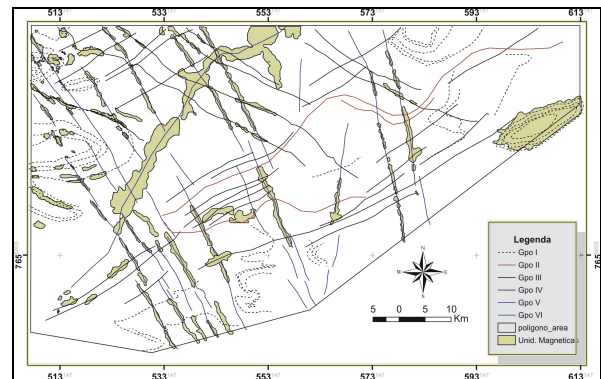 513 533 553 573 593 613
765 765
Legenda
Gpo I
Gpo II
Gpo III
Gpo IV
Gpo V
Gpo VI
poligono_area
Unid. Magneticas
N
W E
S
5 0 5 10
Km
513 533 553 573 593 613